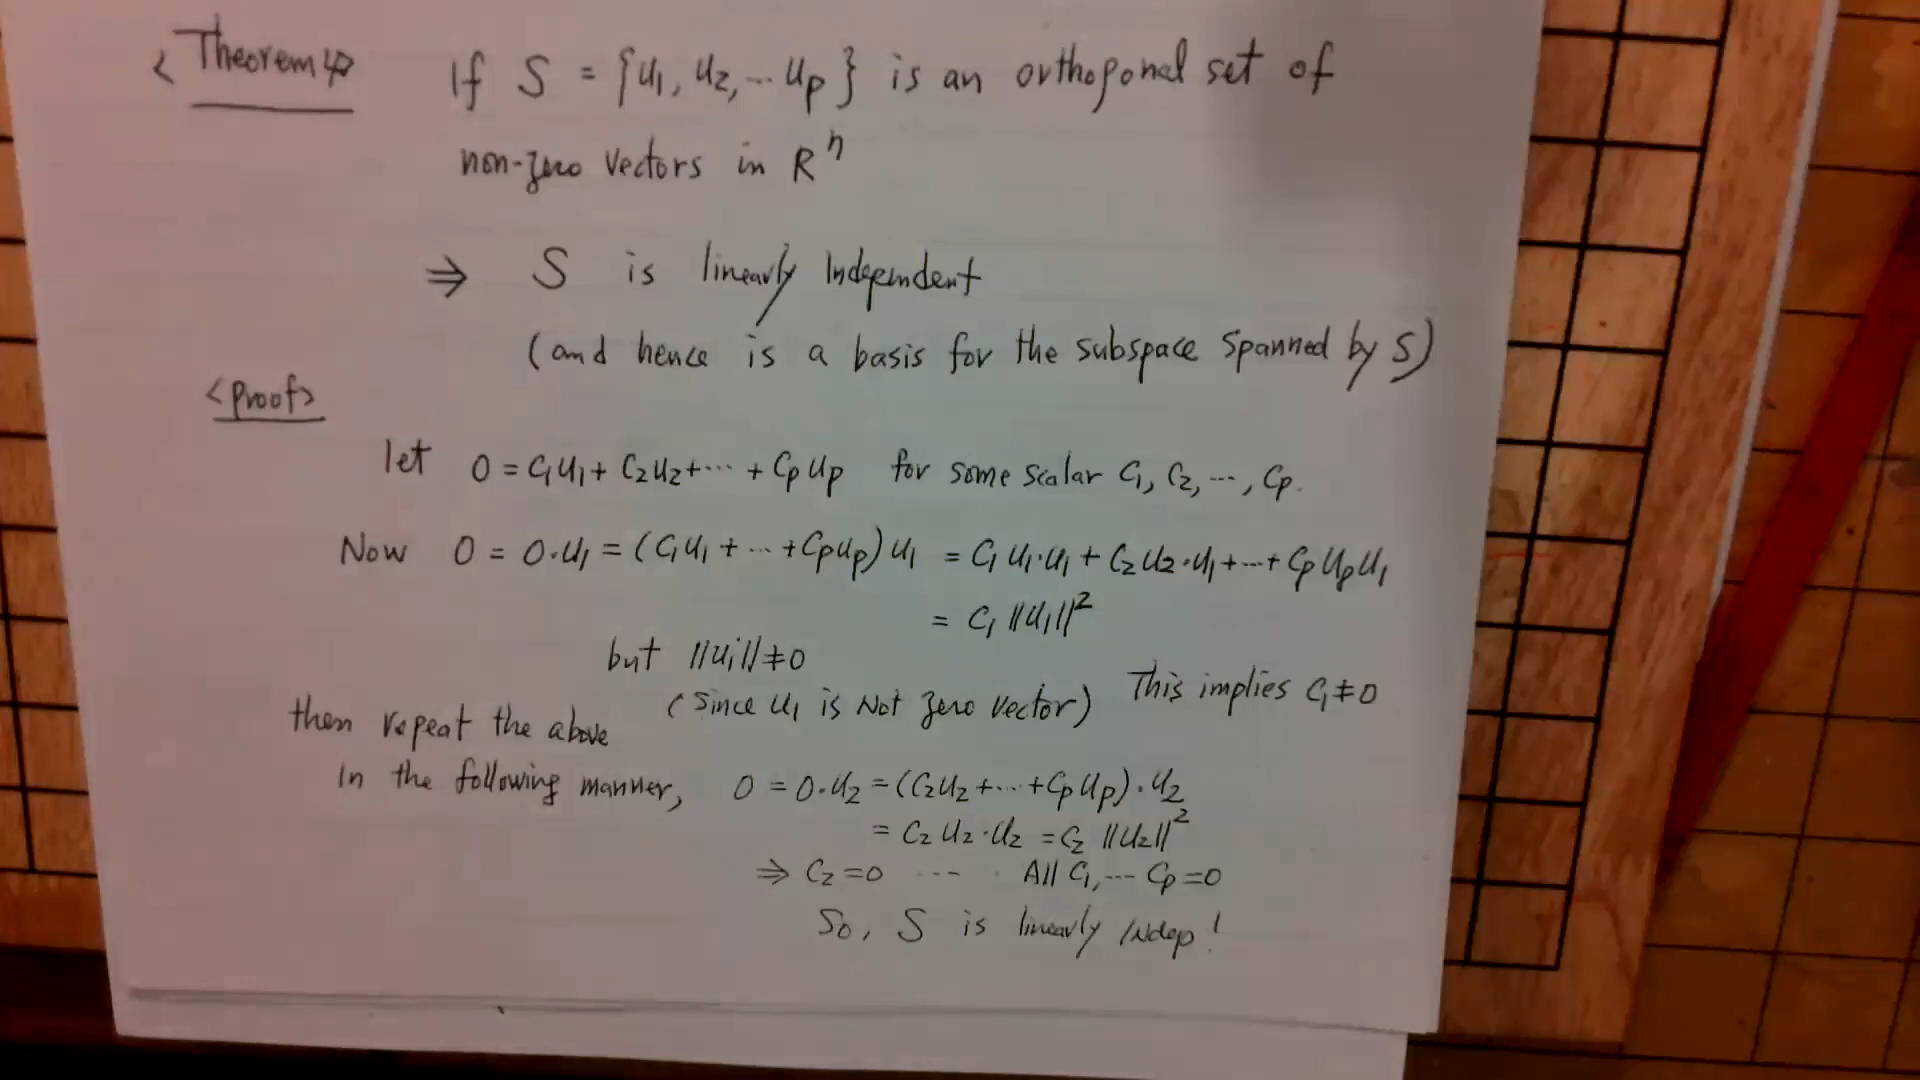 <Theorem 4> If S = {u₁, u₂, ... up} is an orthogonal set of
non-zero vectors in Rⁿ
⇒ S is linearly Independent
(and hence is a basis for the subspace spanned by S)
<proof>
let 0 = c₁u₁ + c₂u₂ + ... + cpup for some scalar c₁, c₂, ..., cp.
Now 0 = 0·u₁ = (c₁u₁ + ... + cpup) u₁ = c₁ u₁·u₁ + c₂u₂·u₁ + ... + cp up u₁
= c₁ ||u₁||²
but ||u₁|| ≠ 0
(since u₁ is Not zero vector) This implies c₁ ≠ 0
then repeat the above
In the following manner, 0 = 0·u₂ = (c₂u₂ + ... + cpup)·u₂
= c₂ u₂·u₂ = c₂ ||u₂||²
⇒ c₂ = 0 ... All c₁, ... cp = 0
So, S is linearly Indep!